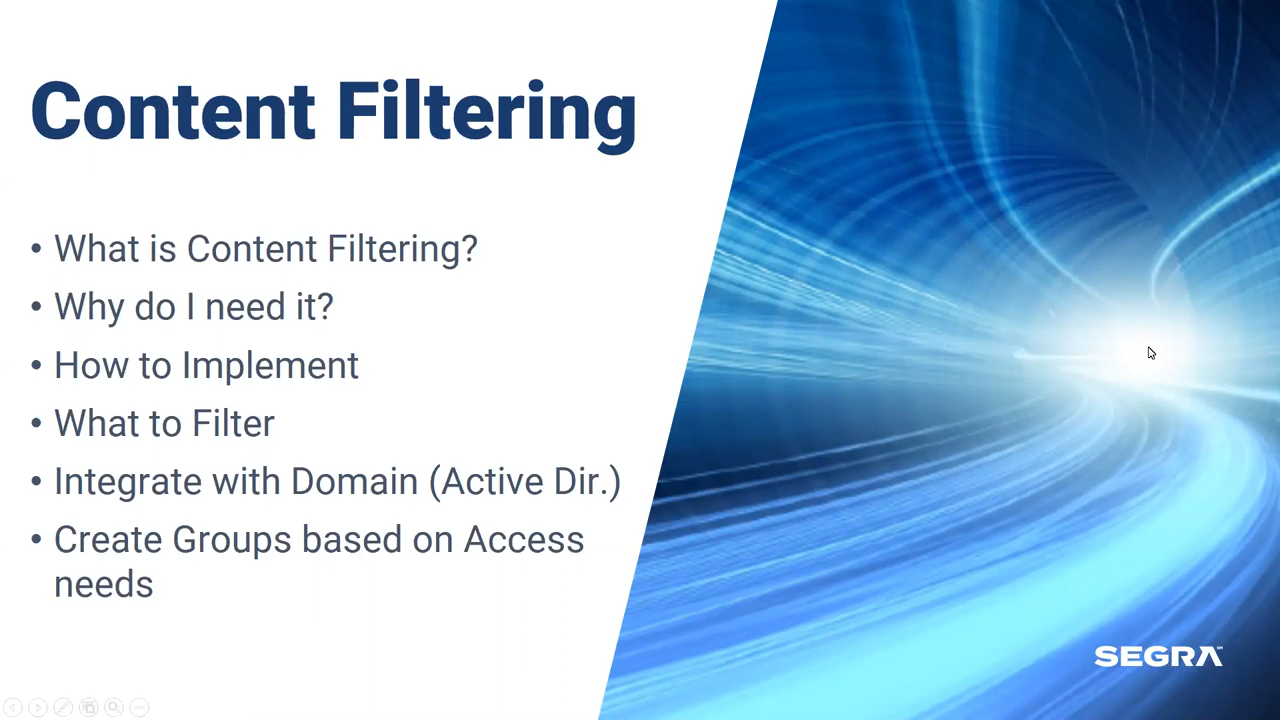 Content Filtering
• What is Content Filtering?
• Why do I need it?
• How to Implement
• What to Filter
• Integrate with Domain (Active Dir.)
• Create Groups based on Access
needs
SEGRA